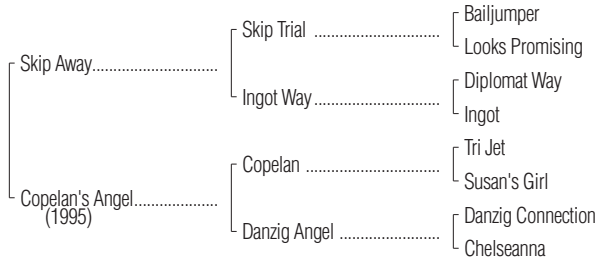 Bailjumper
Skip Trial ..............................
Looks Promising
Skip Away..............................
Diplomat Way
Ingot Way..............................
Ingot
Tri Jet
Copelan ................................
Susan's Girl
Copelan's Angel....................
(1995)
Danzig Connection
Danzig Angel ........................
Chelseanna